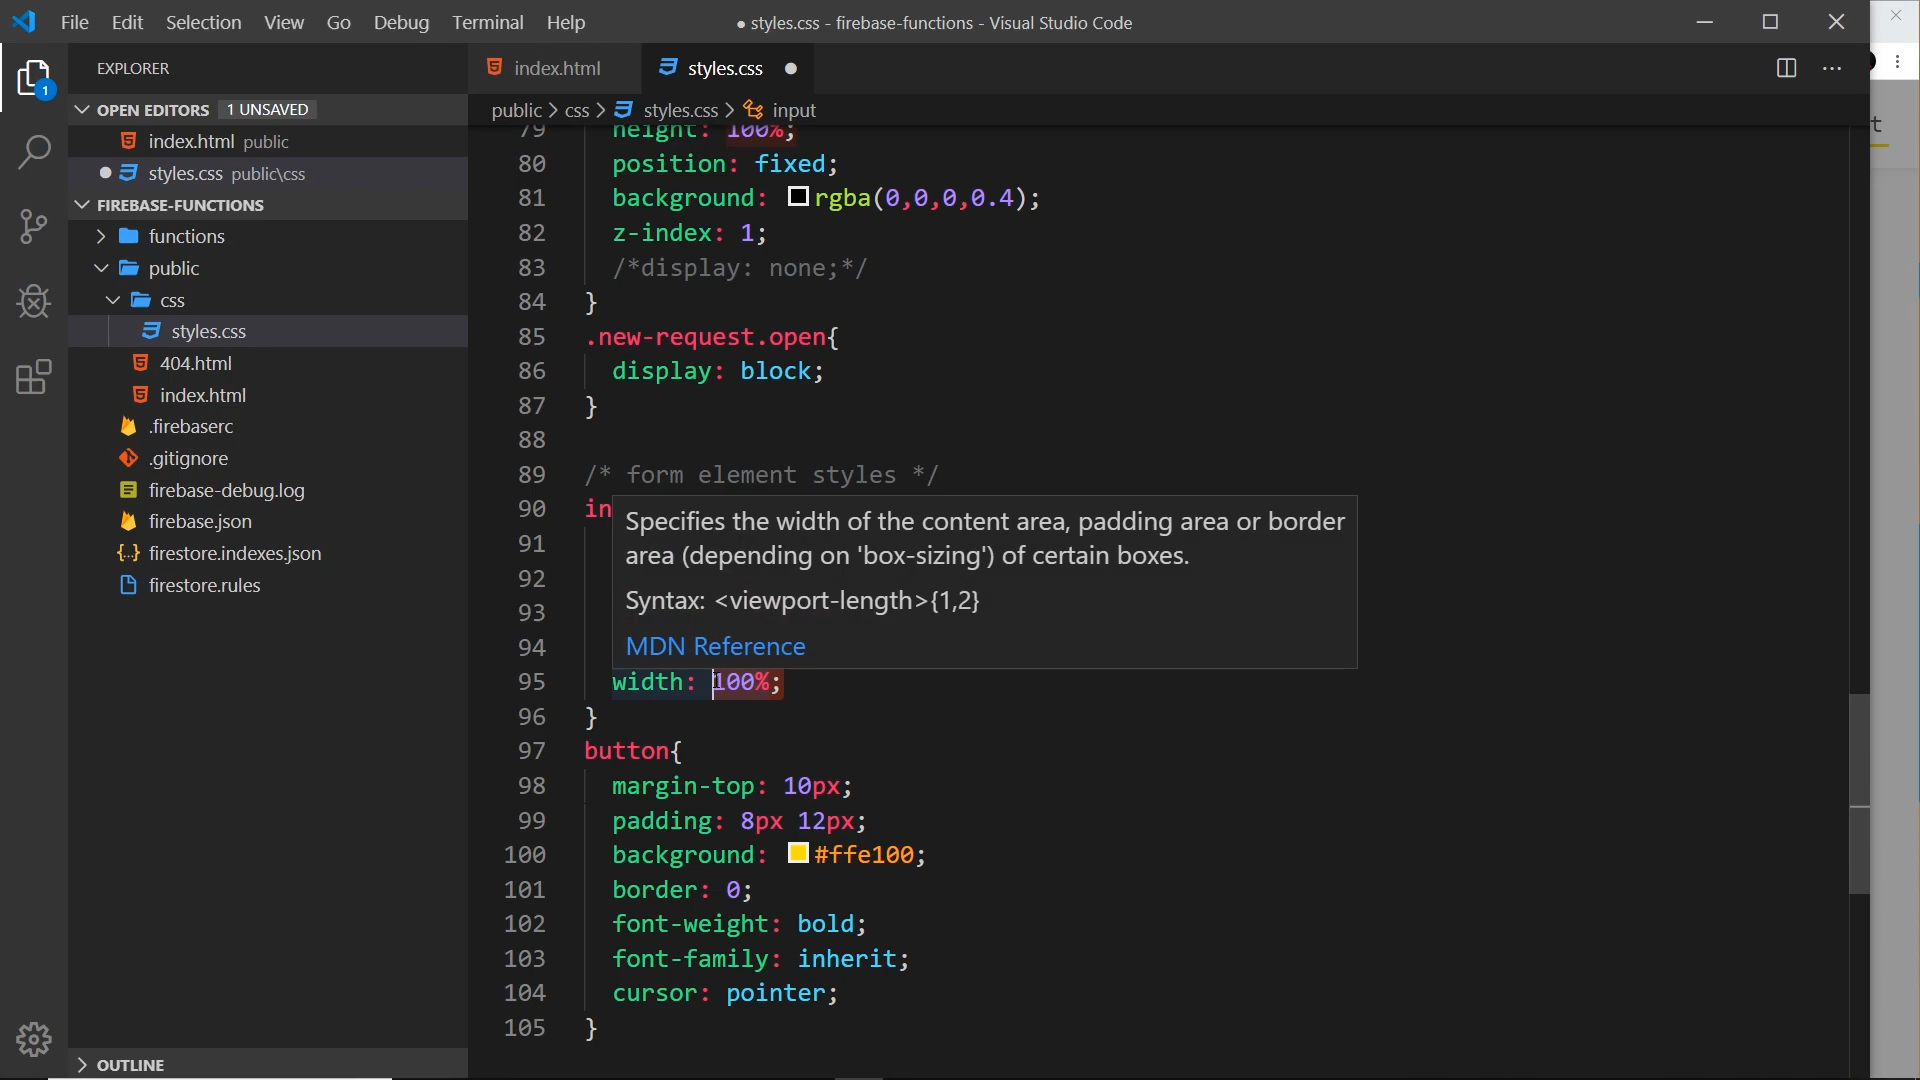 File Edit Selection View Go Debug Terminal Help
● styles.css - firebase-functions - Visual Studio Code
EXPLORER
OPEN EDITORS 1 UNSAVED
index.html public
styles.css public\css
FIREBASE-FUNCTIONS
functions
public
css
styles.css
404.html
index.html
.firebaserc
.gitignore
firebase-debug.log
firebase.json
firestore.indexes.json
firestore.rules
OUTLINE
1
index.html
styles.css
public > css > styles.css > input
79 height: 100%;
80 position: fixed;
81 background: rgba(0,0,0,0.4);
82 z-index: 1;
83 /*display: none;*/
84 }
85 .new-request.open{
86 display: block;
87 }
88
89 /* form element styles */
90 in
91
92
93
94
Specifies the width of the content area, padding area or border
area (depending on 'box-sizing') of certain boxes.
Syntax: <viewport-length>{1,2}
MDN Reference
95 width: 100%;
96 }
97 button{
98 margin-top: 10px;
99 padding: 8px 12px;
100 background: #ffe100;
101 border: 0;
102 font-weight: bold;
103 font-family: inherit;
104 cursor: pointer;
105 }
t